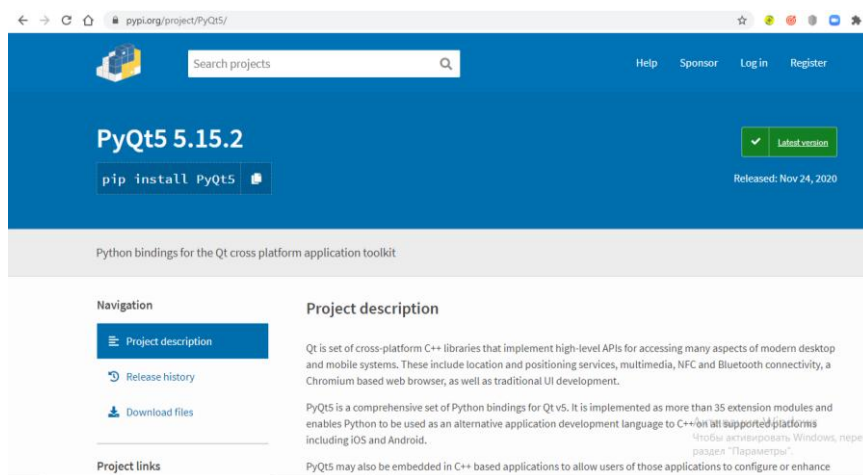 pypi.org/project/PyQt5/
Search projects
Help Sponsor Log in Register
PyQt5 5.15.2
Latest version
pip install PyQt5
Released: Nov 24, 2020
Python bindings for the Qt cross platform application toolkit
Navigation
Project description
Release history
Download files
Project links
Project description
Qt is set of cross-platform C++ libraries that implement high-level APIs for accessing many aspects of modern desktop
and mobile systems. These include location and positioning services, multimedia, NFC and Bluetooth connectivity, a
Chromium based web browser, as well as traditional UI development.
PyQt5 is a comprehensive set of Python bindings for Qt v5. It is implemented as more than 35 extension modules and
enables Python to be used as an alternative application development language to C++ on all supported platforms
including iOS and Android.
PyQt5 may also be embedded in C++ based applications to allow users of those applications to configure or enhance
Чтобы активировать Windows, пере
раздел "Параметры".